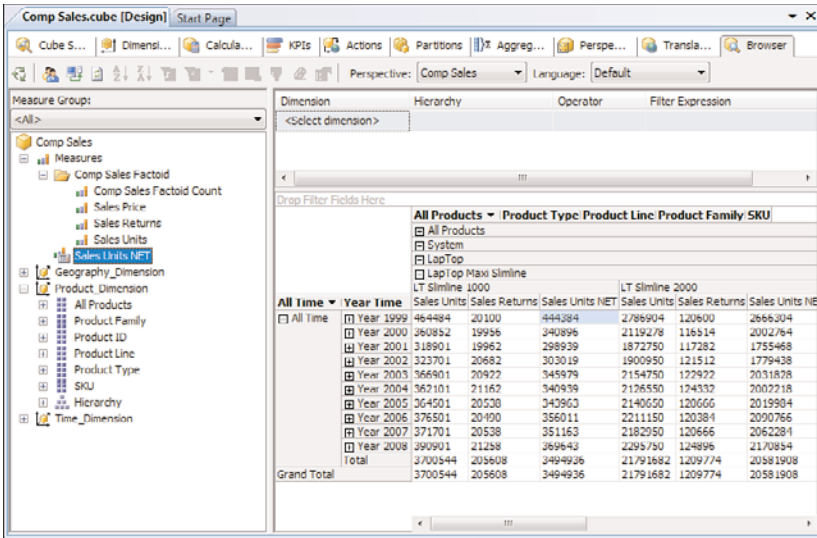 Comp Sales.cube [Design] Start Page
Cube S... Dimensi... Calcula... KPIs Actions Partitions Aggreg... Perspe... Transla... Browser
Perspective: Comp Sales Language: Default
Measure Group:
<All>
Comp Sales
Measures
Comp Sales Factoid
Comp Sales Factoid Count
Sales Price
Sales Returns
Sales Units
Sales Units NET
Geography_Dimension
Product_Dimension
All Products
Product Family
Product ID
Product Line
Product Type
SKU
Hierarchy
Time_Dimension
Dimension Hierarchy Operator Filter Expression
<Select dimension>
Drop Filter Fields Here
All Products Product Type Product Line Product Family SKU
All Products
System
LapTop
LapTop Maxi Slimline
LT Slimline 1000 LT Slimline 2000
All Time Year Time Sales Units Sales Returns Sales Units NET Sales Units Sales Returns Sales Units NE
All Time Year 1999 464484 20100 444384 2786904 120600 2666304
Year 2000 360852 19956 340896 2119278 116514 2002764
Year 2001 318901 19962 298939 1872750 117282 1755468
Year 2002 323701 20682 303019 1900950 121512 1779438
Year 2003 366901 20922 345979 2154750 122922 2031828
Year 2004 362101 21162 340939 2126550 124332 2002218
Year 2005 364501 20538 343963 2140650 120666 2019984
Year 2006 376501 20490 356011 2211150 120384 2090766
Year 2007 371701 20538 351163 2182950 120666 2062284
Year 2008 390901 21258 369643 2295750 124896 2170854
Total 3700544 205608 3494936 21791682 1209774 20581908
Grand Total 3700544 205608 3494936 21791682 1209774 20581908